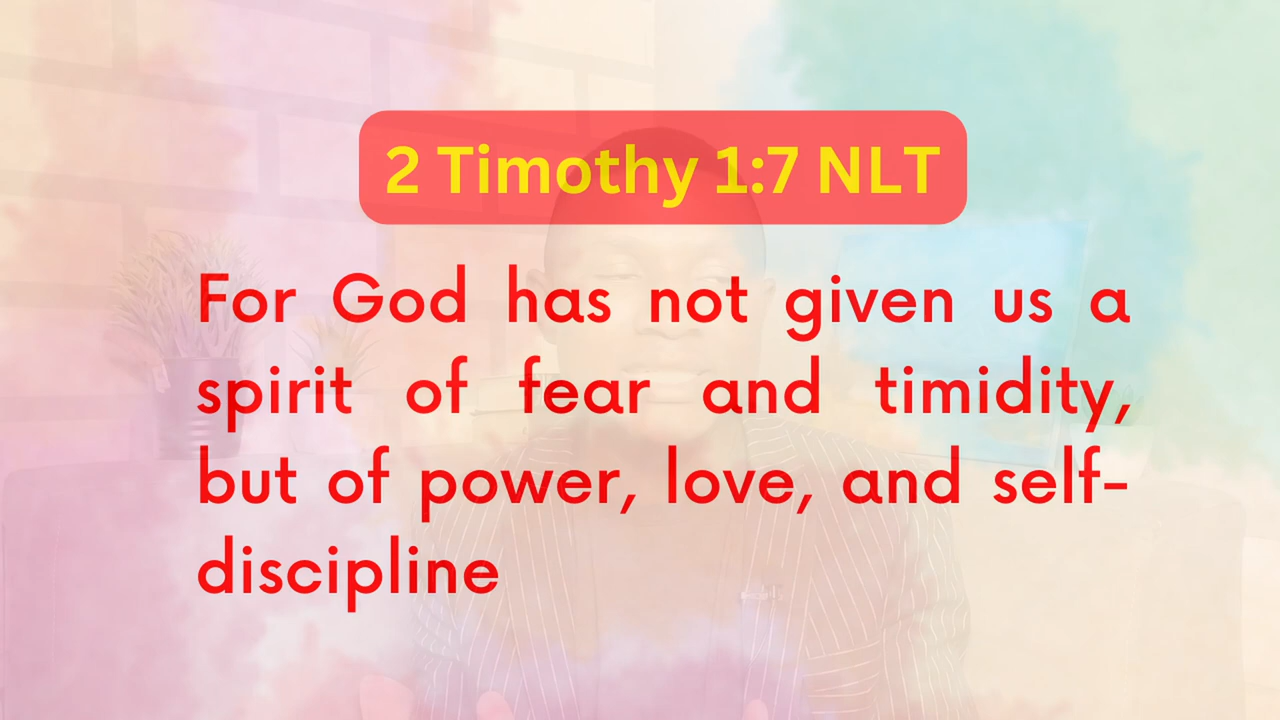 2 Timothy 1:7 NLT
For God has not given us a
spirit of fear and timidity,
but of power, love, and self-
discipline